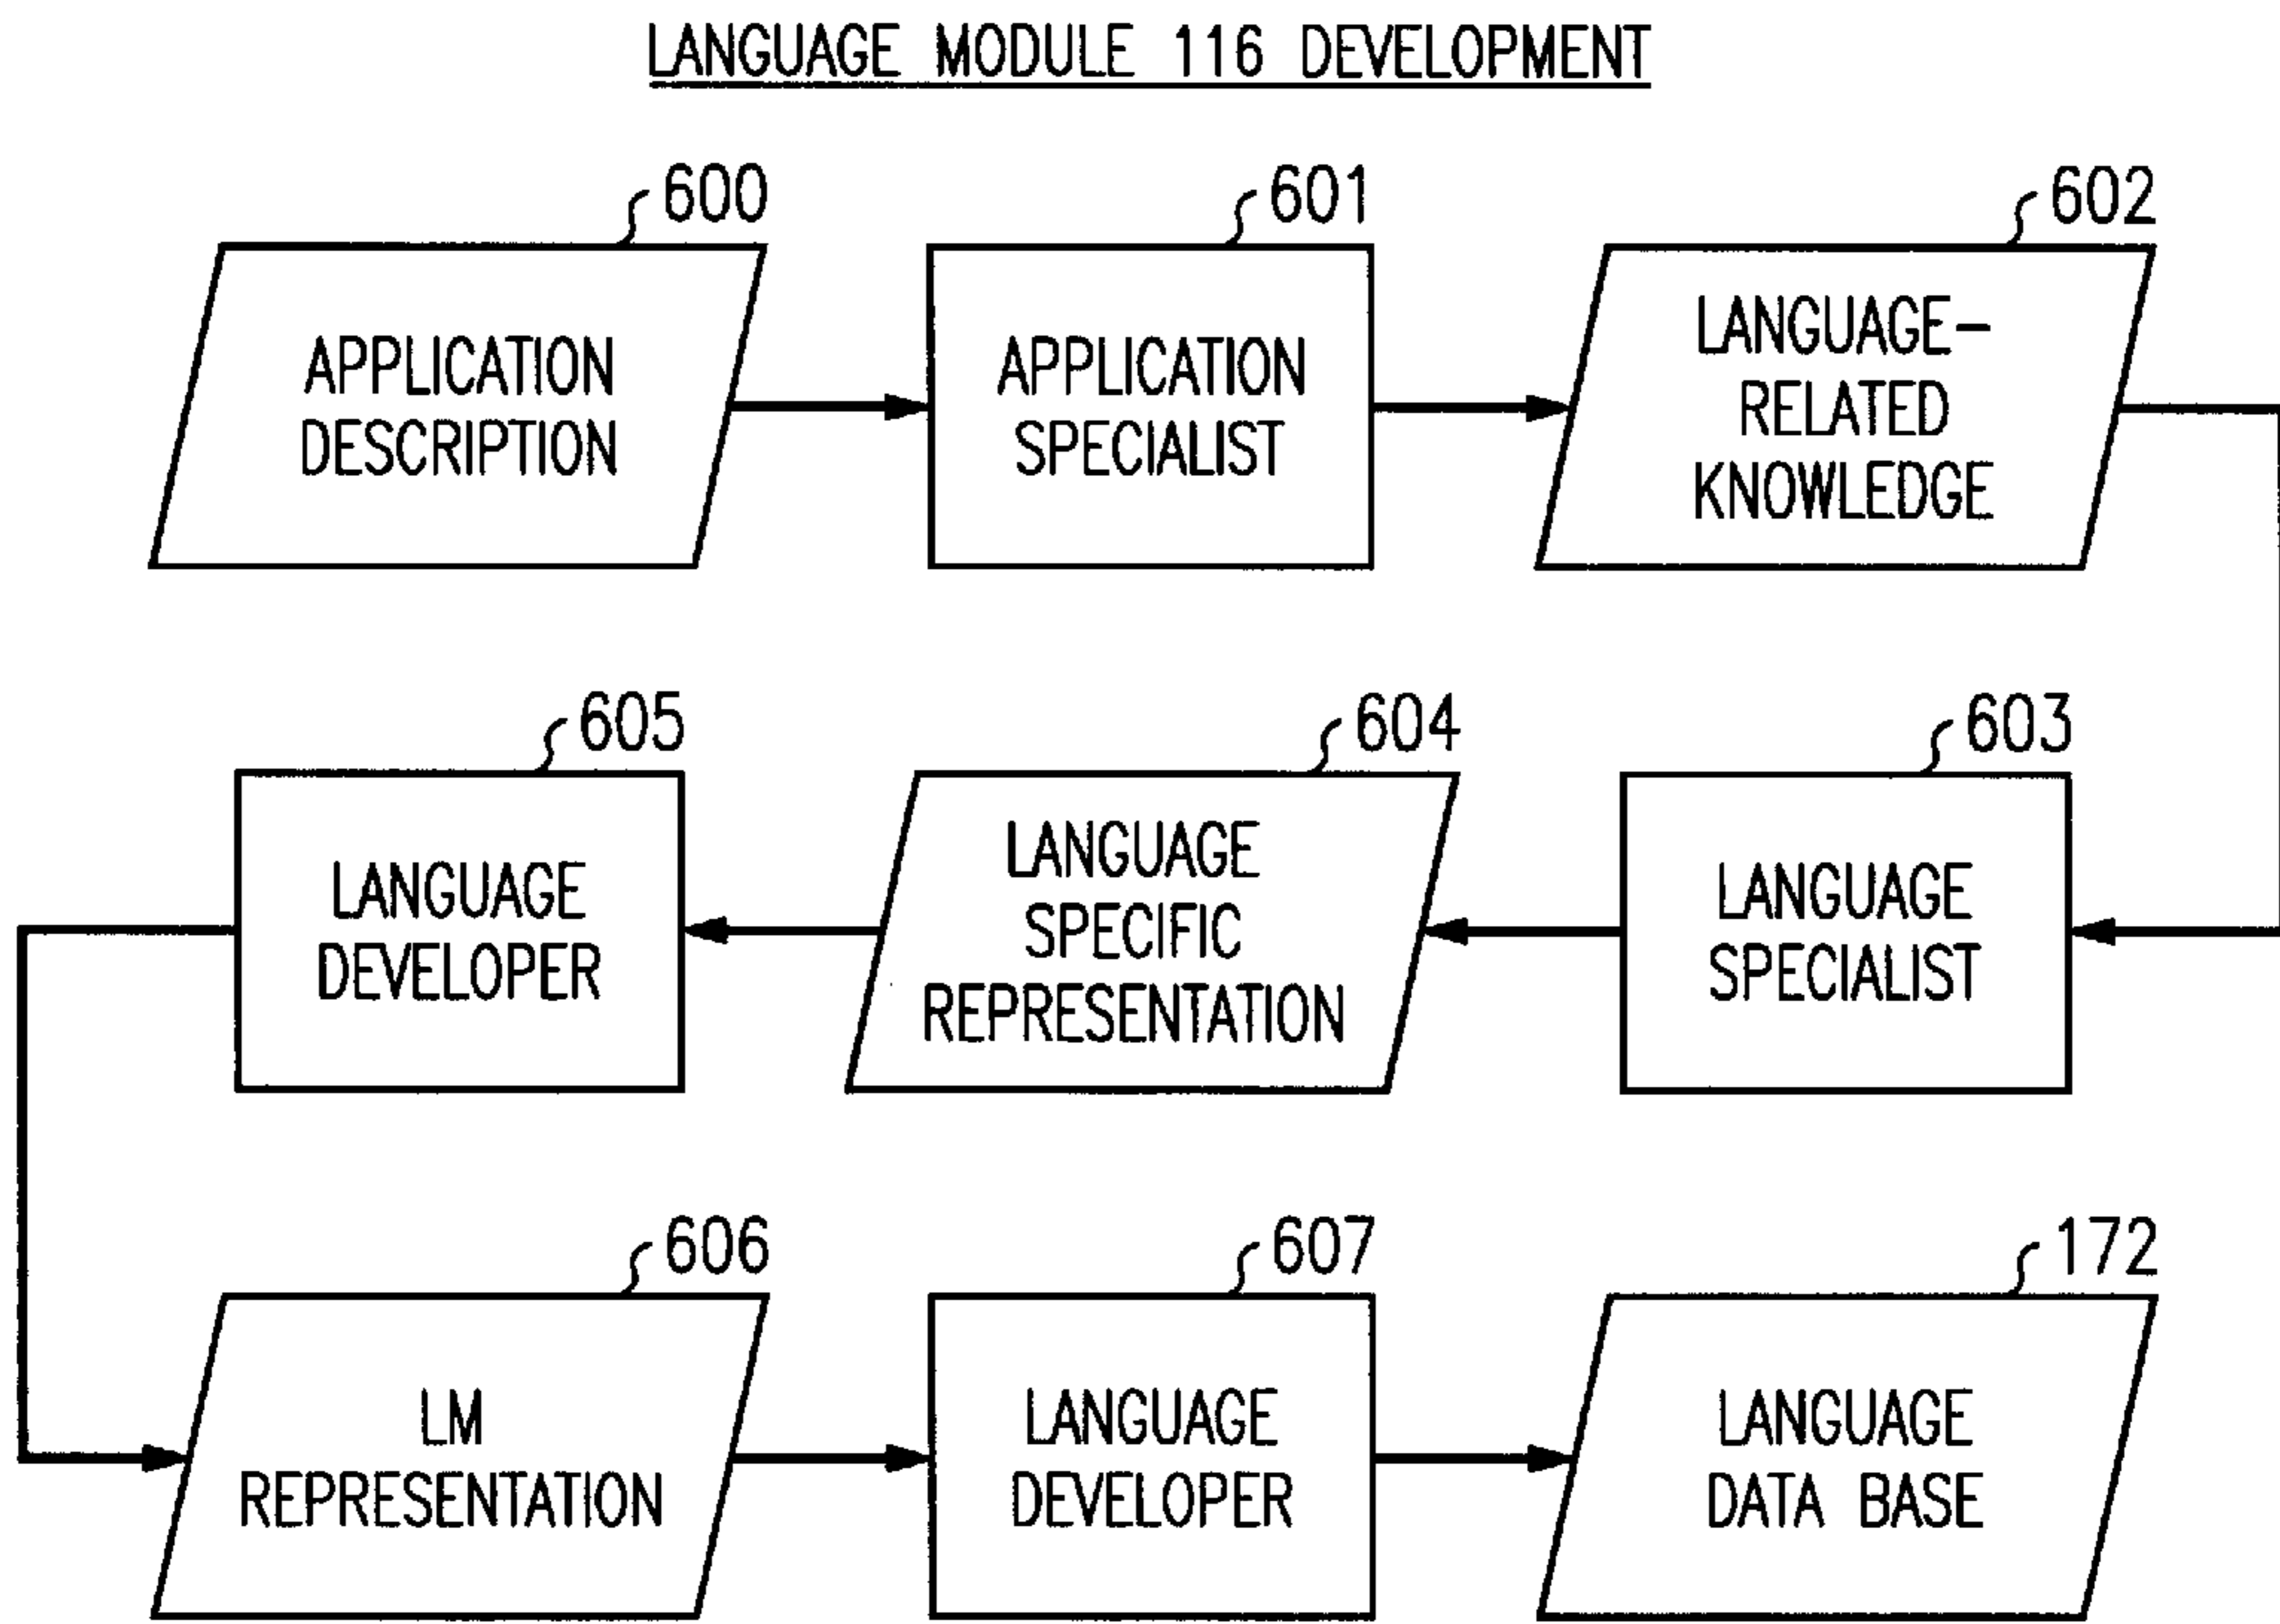 LANGUAGE MODULE 116 DEVELOPMENT
600
APPLICATION
DESCRIPTION
601
APPLICATION
SPECIALIST
602
LANGUAGE-
RELATED
KNOWLEDGE
605
LANGUAGE
DEVELOPER
604
LANGUAGE
SPECIFIC
REPRESENTATION
603
LANGUAGE
SPECIALIST
606
LM
REPRESENTATION
607
LANGUAGE
DEVELOPER
172
LANGUAGE
DATA BASE